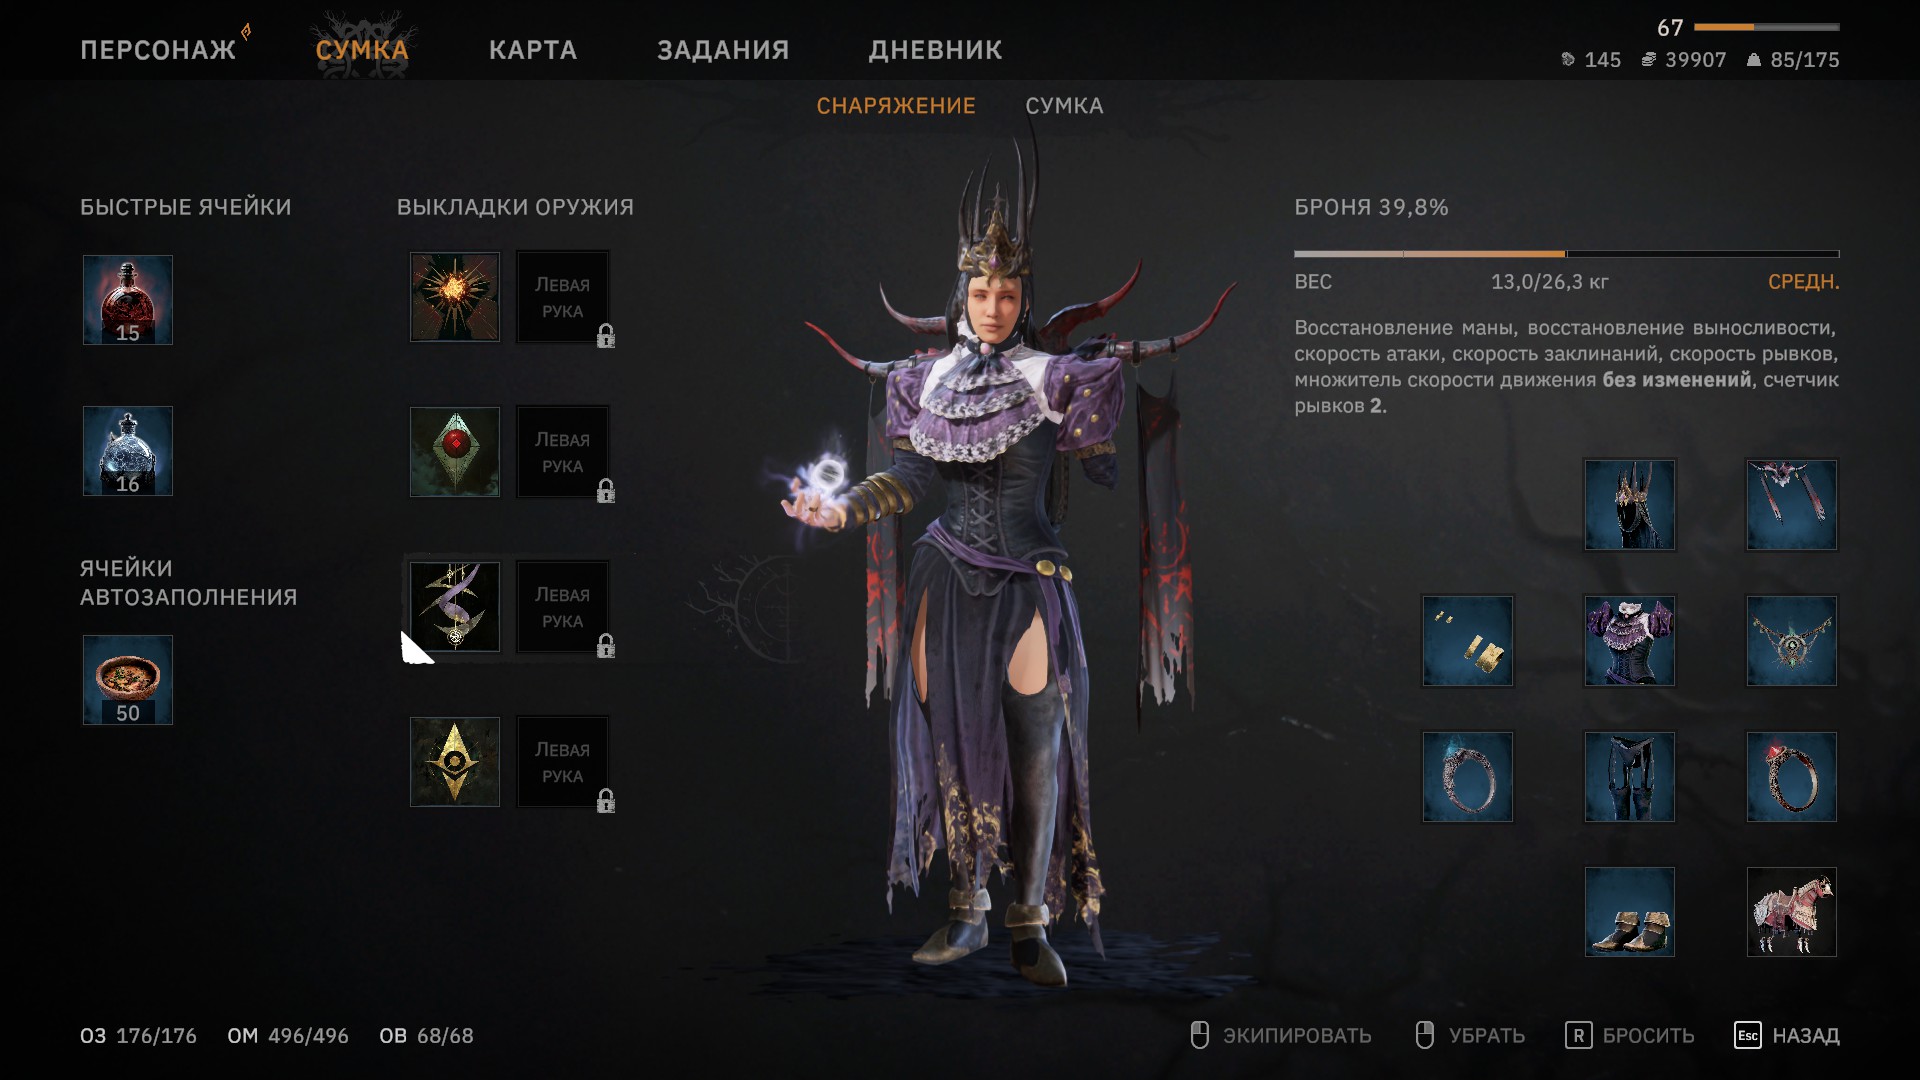 ПЕРСОНАЖ
СУМКА
КАРТА
ЗАДАНИЯ
ДНЕВНИК
67
145
39907
85/175
СНАРЯЖЕНИЕ
СУМКА
БЫСТРЫЕ ЯЧЕЙКИ
15
16
ЯЧЕЙКИ
АВТОЗАПОЛНЕНИЯ
50
ВЫКЛАДКИ ОРУЖИЯ
ЛЕВАЯ
РУКА
ЛЕВАЯ
РУКА
ЛЕВАЯ
РУКА
ЛЕВАЯ
РУКА
БРОНЯ 39,8%
ВЕС 13,0/26,3 кг СРЕДН.
Восстановление маны, восстановление выносливости,
скорость атаки, скорость заклинаний, скорость рывков,
множитель скорости движения без изменений, счетчик
рывков 2.
ОЗ 176/176 ОМ 496/496 ОВ 68/68
ЭКИПИРОВАТЬ
УБРАТЬ
R БРОСИТЬ
Esc НАЗАД